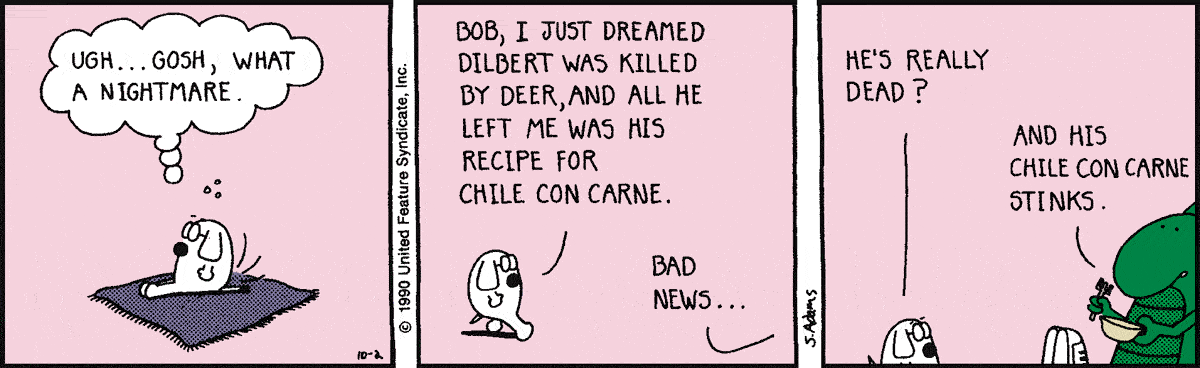 UGH...GOSH, WHAT
A NIGHTMARE.
10-2
© 1990 United Feature Syndicate, Inc.
BOB, I JUST DREAMED
DILBERT WAS KILLED
BY DEER, AND ALL HE
LEFT ME WAS HIS
RECIPE FOR
CHILE CON CARNE.
BAD
NEWS...
S. Adams
HE'S REALLY
DEAD?
AND HIS
CHILE CON CARNE
STINKS.